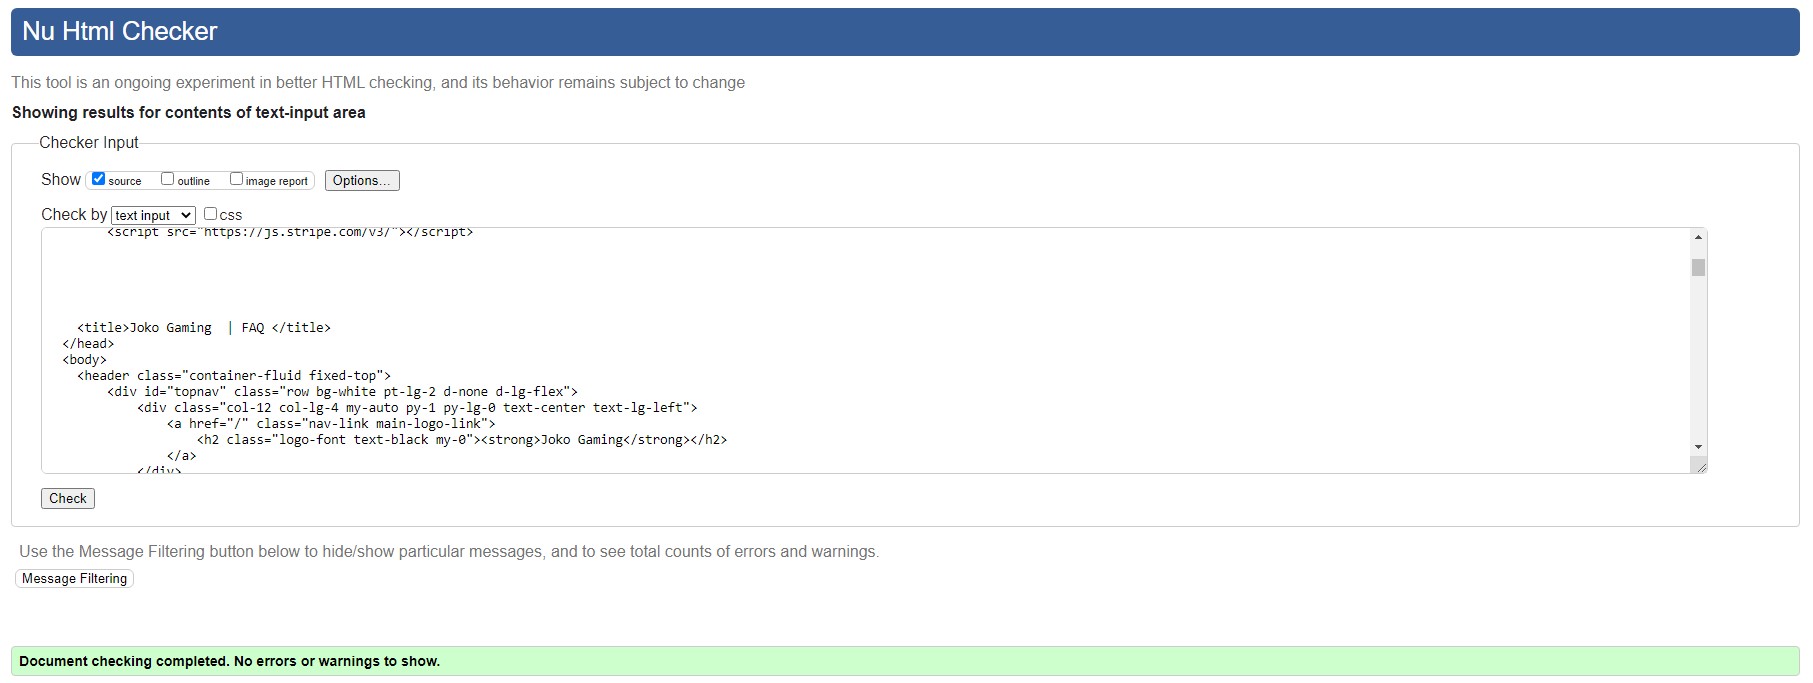 Nu Html Checker
This tool is an ongoing experiment in better HTML checking, and its behavior remains subject to change
Showing results for contents of text-input area
Checker Input
Show source outline image report Options...
Check by text input css
<script src="https://js.stripe.com/v3/"></script>
<title>Joko Gaming  | FAQ </title>
</head>
<body>
<header class="container-fluid fixed-top">
<div id="topnav" class="row bg-white pt-lg-2 d-none d-lg-flex">
<div class="col-12 col-lg-4 my-auto py-1 py-lg-0 text-center text-lg-left">
<a href="/" class="nav-link main-logo-link">
<h2 class="logo-font text-black my-0"><strong>Joko Gaming</strong></h2>
</a>
</div>
Check
Use the Message Filtering button below to hide/show particular messages, and to see total counts of errors and warnings.
Message Filtering
Document checking completed. No errors or warnings to show.